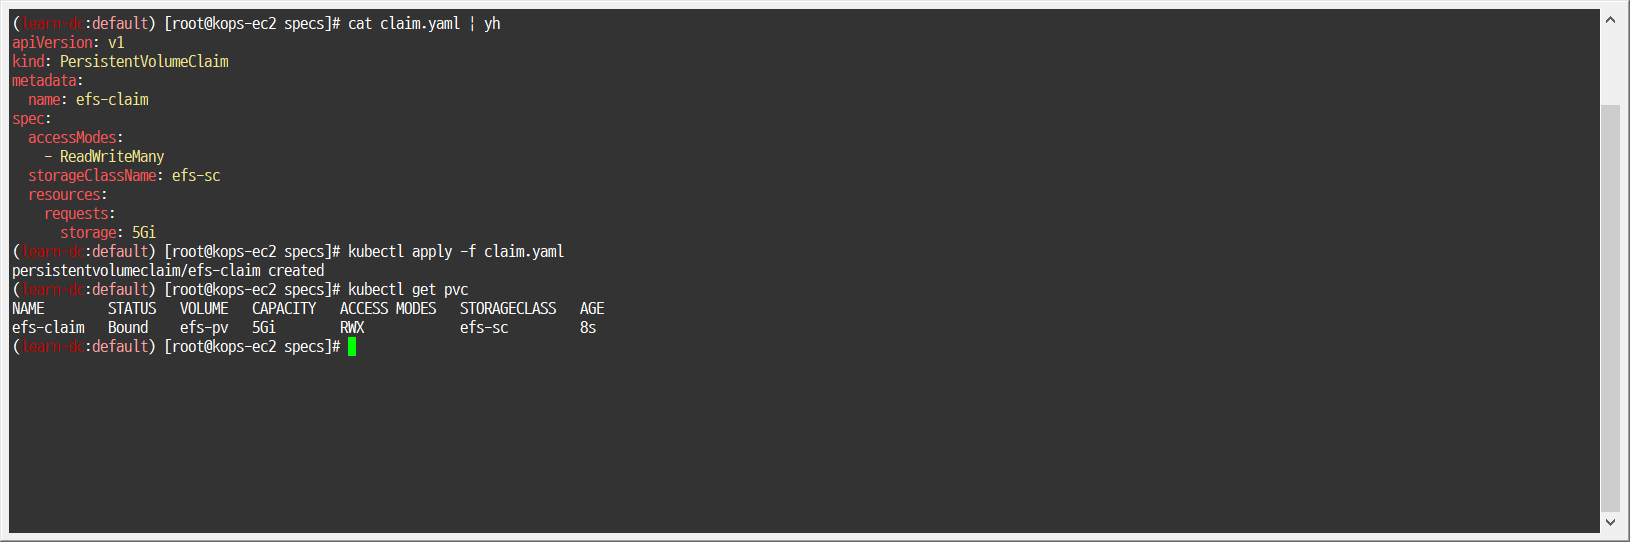 (learn-dc:default) [root@kops-ec2 specs]# cat claim.yaml | yh
apiVersion: v1
kind: PersistentVolumeClaim
metadata:
  name: efs-claim
spec:
  accessModes:
    - ReadWriteMany
  storageClassName: efs-sc
  resources:
    requests:
      storage: 5Gi
(learn-dc:default) [root@kops-ec2 specs]# kubectl apply -f claim.yaml
persistentvolumeclaim/efs-claim created
(learn-dc:default) [root@kops-ec2 specs]# kubectl get pvc
NAME        STATUS   VOLUME   CAPACITY   ACCESS MODES   STORAGECLASS   AGE
efs-claim   Bound    efs-pv   5Gi        RWX            efs-sc         8s
(learn-dc:default) [root@kops-ec2 specs]#